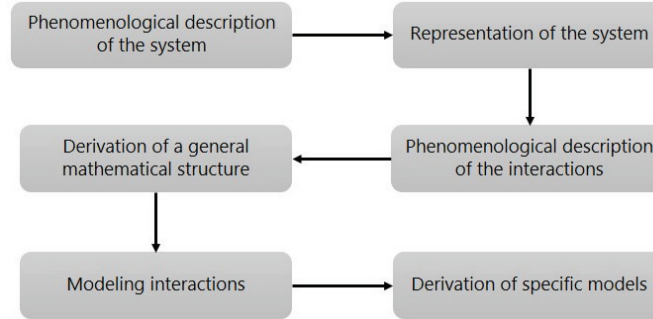 Phenomenological description
of the system
Representation of the system
Derivation of a general
mathematical structure
Phenomenological description
of the interactions
Modeling interactions
Derivation of specific models